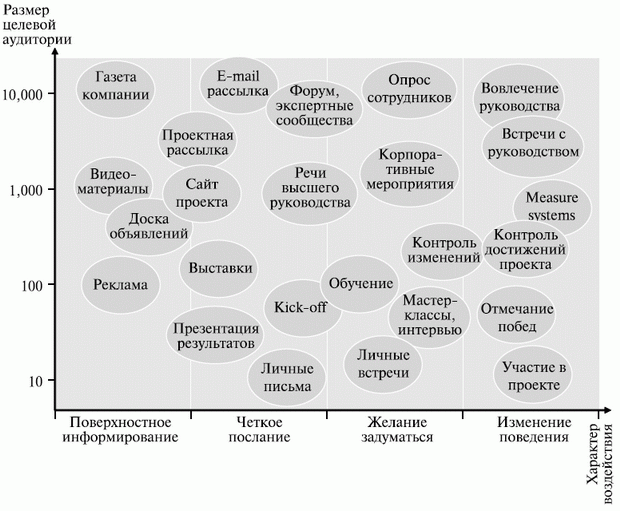 Размер
целевой
аудитории
10,000
1,000
100
10
Газета
компании
E-mail
рассылка
Форум,
экспертные
сообщества
Опрос
сотрудников
Вовлечение
руководства
Проектная
рассылка
Встречи с
руководством
Видео-
материалы
Сайт
проекта
Речи
высшего
руководства
Корпора-
тивные
мероприятия
Measure
systems
Доска
объявлений
Контроль
изменений
Контроль
достижений
проекта
Реклама
Выставки
Обучение
Kick-off
Мастер-
классы,
интервью
Отмечание
побед
Презентация
результатов
Личные
письма
Личные
встречи
Участие в
проекте
Поверхностное
информирование
Четкое
послание
Желание
задуматься
Изменение
поведения
Характер
воздействия